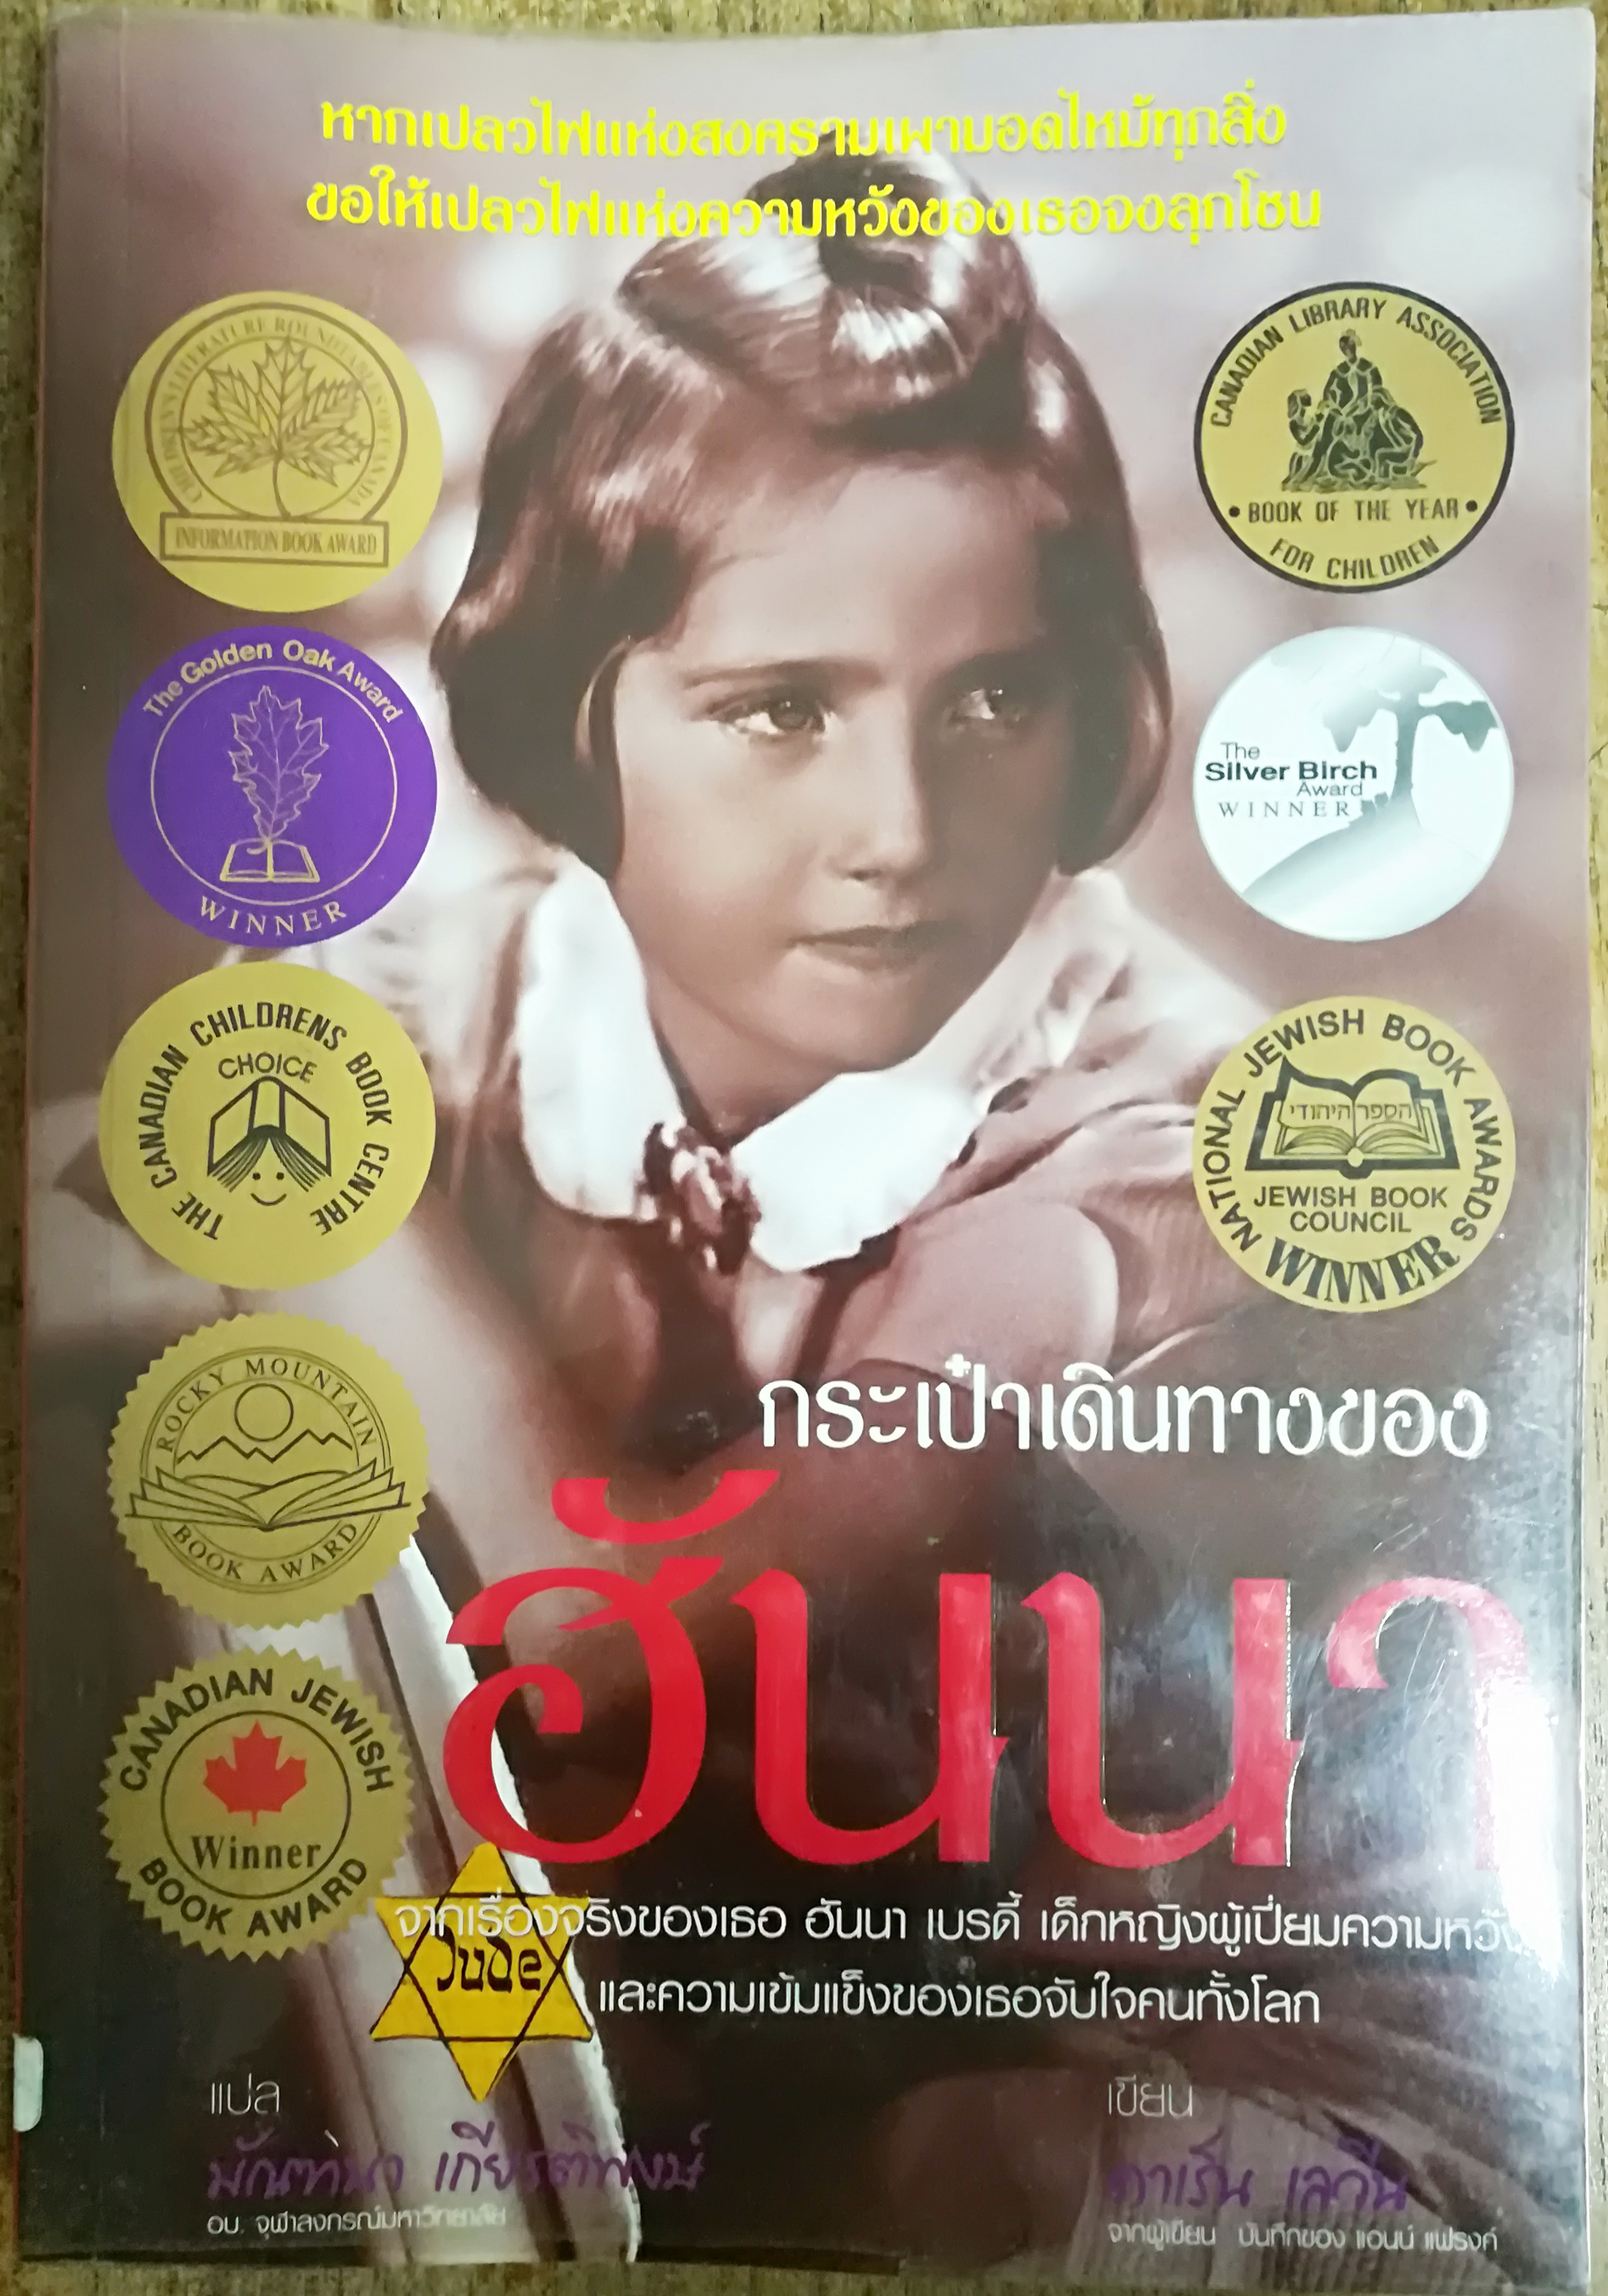 หากเปลวไฟแห่งสงครามเผามอดไหม้ทุกสิ่ง
ขอให้เปลวไฟแห่งความหวังของเธอจงลุกโชน
CHILDREN'S LITERATURE ROUNDTABLES OF CANADA
INFORMATION BOOK AWARD
CANADIAN LIBRARY ASSOCIATION
• BOOK OF THE YEAR •
FOR CHILDREN
The Golden Oak Award
WINNER
The
Silver Birch
Award
WINNER
THE CANADIAN CHILDRENS BOOK CENTRE
CHOICE
NATIONAL JEWISH BOOK AWARDS
הספר היהודי
JEWISH BOOK
COUNCIL
WINNER
ROCKY MOUNTAIN
BOOK AWARD
CANADIAN JEWISH
Winner
BOOK AWARD
กระเป๋าเดินทางของ
ฮันนา
จากเรื่องจริงของเธอ ฮันนา เบรดี้ เด็กหญิงผู้เปี่ยมความหวัง
Jude
และความเข้มแข็งของเธอจับใจคนทั้งโลก
แปล
มัณฑนา เกียรติพงษ์
อบ. จุฬาลงกรณ์มหาวิทยาลัย
เขียน
คาเร็น เลวีน
จากผู้เขียน บันทึกของ แอนน์ แฟรงค์